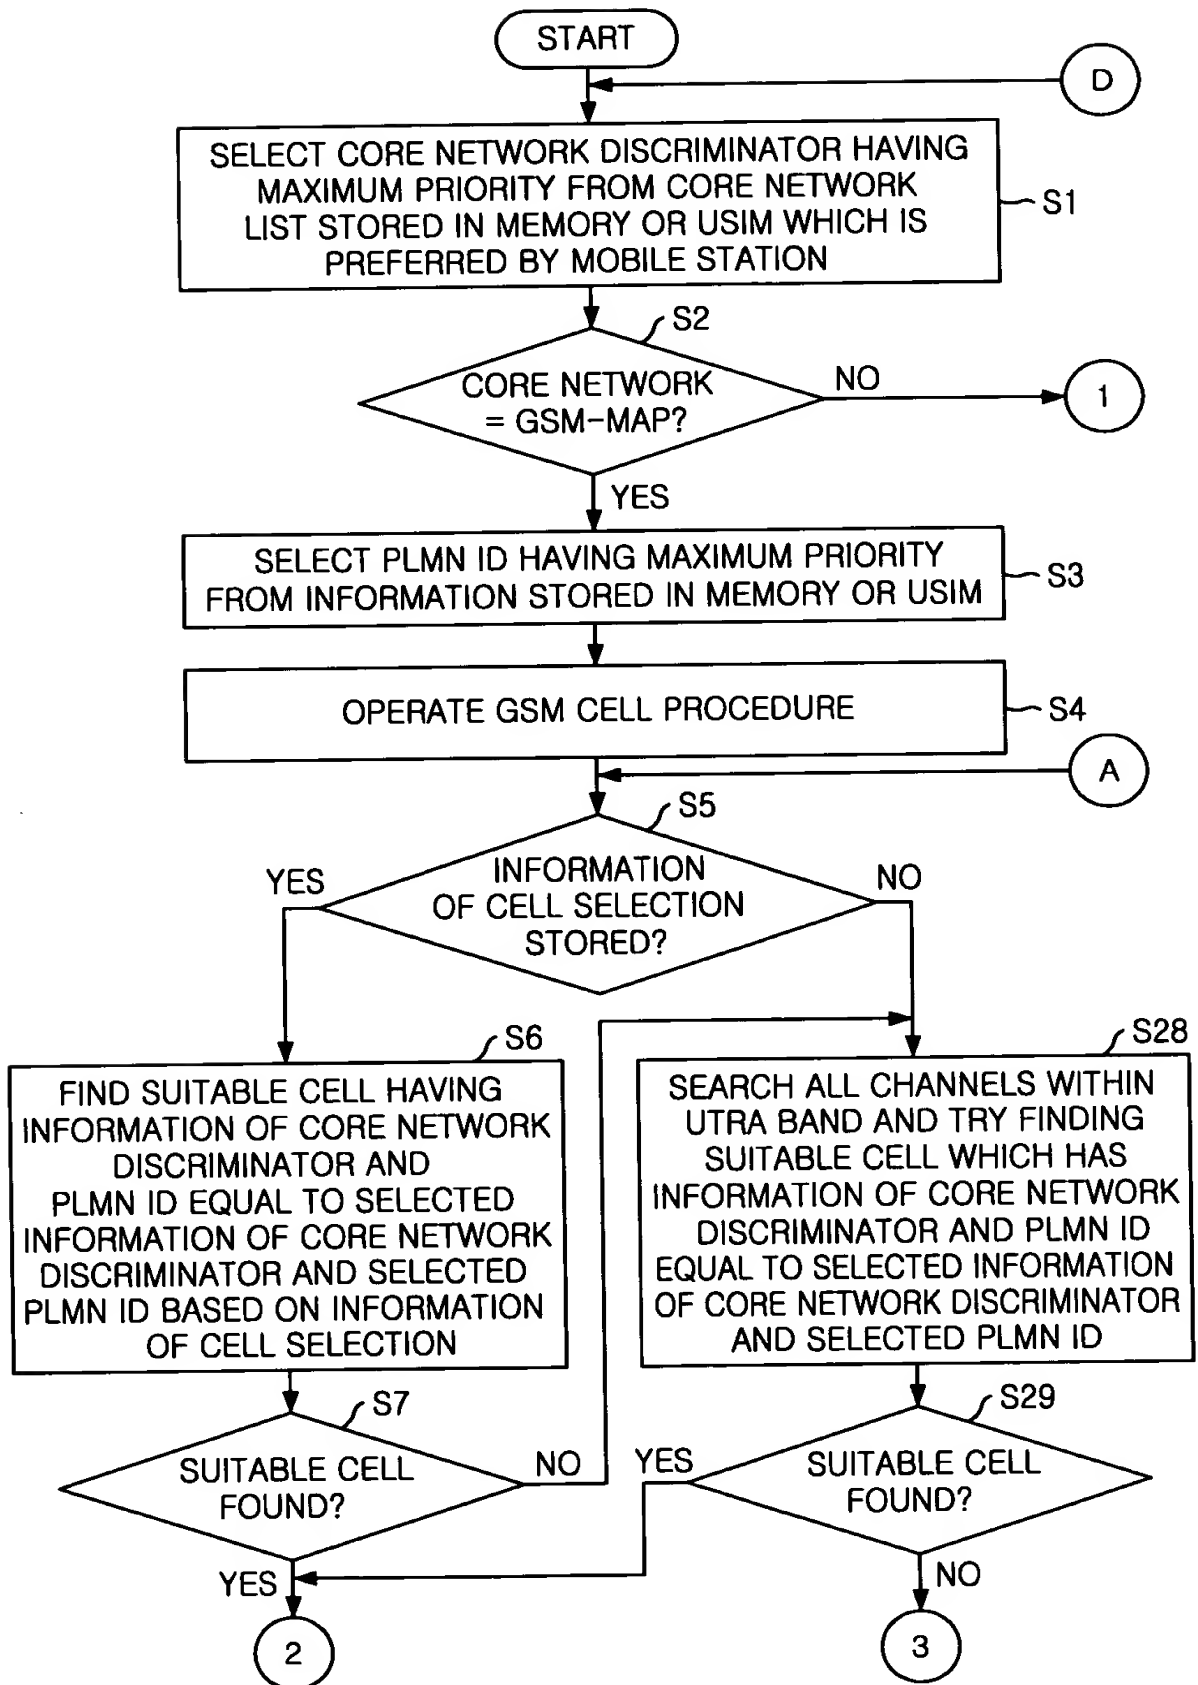 START
D
SELECT CORE NETWORK DISCRIMINATOR HAVING
MAXIMUM PRIORITY FROM CORE NETWORK
LIST STORED IN MEMORY OR USIM WHICH IS
PREFERRED BY MOBILE STATION
S1
S2
CORE NETWORK
= GSM-MAP?
NO
1
YES
SELECT PLMN ID HAVING MAXIMUM PRIORITY
FROM INFORMATION STORED IN MEMORY OR USIM
S3
OPERATE GSM CELL PROCEDURE
S4
A
S5
INFORMATION
OF CELL SELECTION
STORED?
YES
NO
S6
FIND SUITABLE CELL HAVING
INFORMATION OF CORE NETWORK
DISCRIMINATOR AND
PLMN ID EQUAL TO SELECTED
INFORMATION OF CORE NETWORK
DISCRIMINATOR AND SELECTED
PLMN ID BASED ON INFORMATION
OF CELL SELECTION
S28
SEARCH ALL CHANNELS WITHIN
UTRA BAND AND TRY FINDING
SUITABLE CELL WHICH HAS
INFORMATION OF CORE NETWORK
DISCRIMINATOR AND PLMN ID
EQUAL TO SELECTED INFORMATION
OF CORE NETWORK DISCRIMINATOR
AND SELECTED PLMN ID
S7
SUITABLE CELL
FOUND?
NO
YES
S29
SUITABLE CELL
FOUND?
YES
NO
2
3